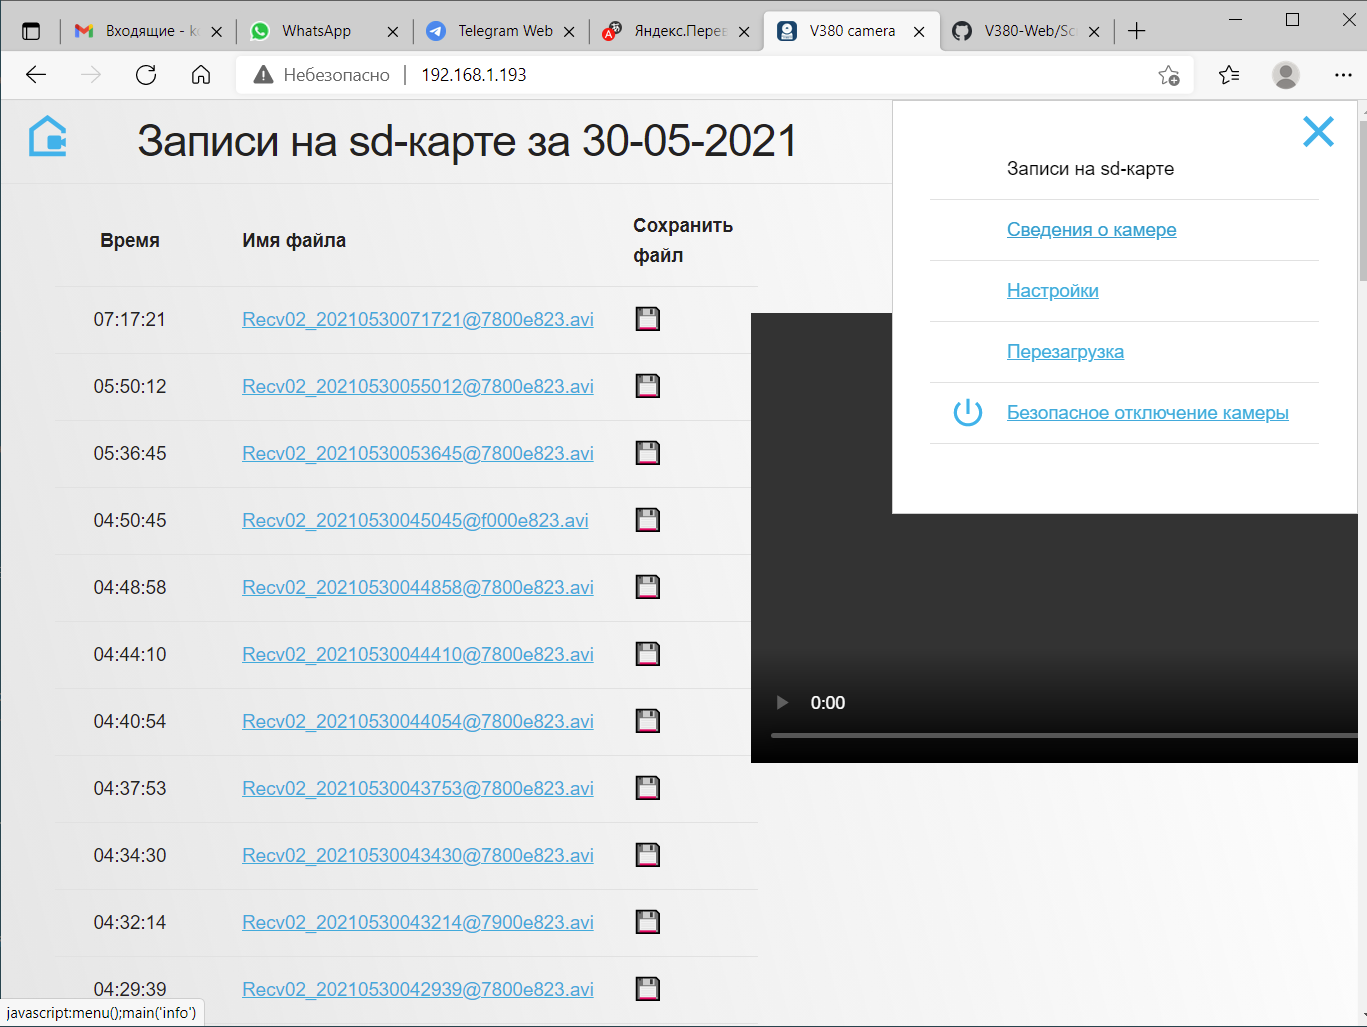 Входящие - k
WhatsApp
Telegram Web
Яндекс.Перев
V380 camera
V380-Web/Sc
Небезопасно
192.168.1.193
Записи на sd-карте за 30-05-2021
Время Имя файла Сохранить файл
07:17:21 Recv02_20210530071721@7800e823.avi
05:50:12 Recv02_20210530055012@7800e823.avi
05:36:45 Recv02_20210530053645@7800e823.avi
04:50:45 Recv02_20210530045045@f000e823.avi
04:48:58 Recv02_20210530044858@7800e823.avi
04:44:10 Recv02_20210530044410@7800e823.avi
04:40:54 Recv02_20210530044054@7800e823.avi
04:37:53 Recv02_20210530043753@7800e823.avi
04:34:30 Recv02_20210530043430@7800e823.avi
04:32:14 Recv02_20210530043214@7900e823.avi
04:29:39 Recv02_20210530042939@7800e823.avi
Записи на sd-карте
Сведения о камере
Настройки
Перезагрузка
Безопасное отключение камеры
0:00
javascript:menu();main('info')